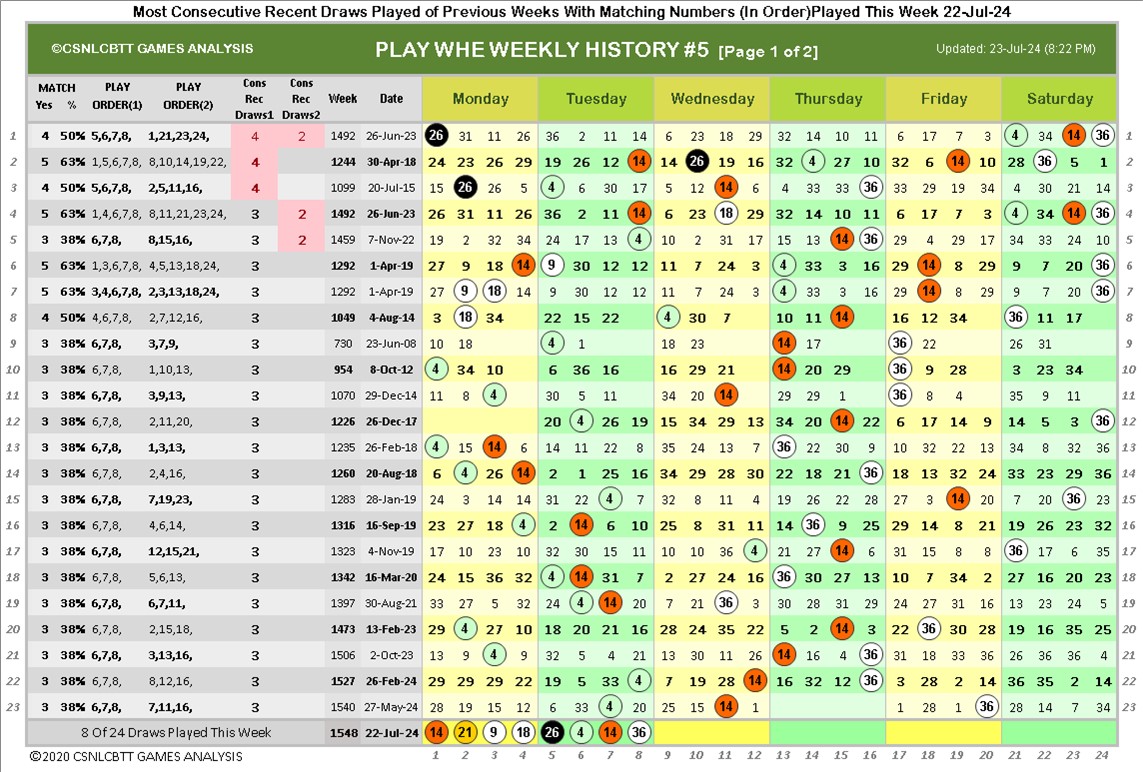 Most Consecutive Recent Draws Played of Previous Weeks With Matching Numbers (In Order)Played This Week 22-Jul-24
©CSNLCBTT GAMES ANALYSIS PLAY WHE WEEKLY HISTORY #5 [Page 1 of 2] Updated: 23-Jul-24 (8:22 PM)
MATCH Yes % PLAY ORDER(1) PLAY ORDER(2) Cons Rec Draws1 Cons Rec Draws2 Week Date Monday Tuesday Wednesday Thursday Friday Saturday
1 4 50% 5,6,7,8, 1,21,23,24, 4 2 1492 26-Jun-23 26 31 11 26 36 2 11 14 6 23 18 29 32 14 10 11 6 17 7 3 4 34 14 36 1
2 5 63% 1,5,6,7,8, 8,10,14,19,22, 4 1244 30-Apr-18 24 23 26 29 19 26 12 14 14 26 19 16 32 4 27 10 32 6 14 10 28 36 5 1 2
3 4 50% 5,6,7,8, 2,5,11,16, 4 1099 20-Jul-15 15 26 26 5 4 6 30 17 5 12 14 6 4 33 33 36 33 29 19 34 4 30 21 14 3
4 5 63% 1,4,6,7,8, 8,11,21,23,24, 3 2 1492 26-Jun-23 26 31 11 26 36 2 11 14 6 23 18 29 32 14 10 11 6 17 7 3 4 34 14 36 4
5 3 38% 6,7,8, 8,15,16, 3 2 1459 7-Nov-22 19 2 32 34 24 17 13 4 10 2 31 17 15 13 14 36 29 4 29 17 34 33 24 10 5
6 5 63% 1,3,6,7,8, 4,5,13,18,24, 3 1292 1-Apr-19 27 9 18 14 9 30 12 12 11 7 24 3 4 33 3 16 29 14 8 29 9 7 20 36 6
7 5 63% 3,4,6,7,8, 2,3,13,18,24, 3 1292 1-Apr-19 27 9 18 14 9 30 12 12 11 7 24 3 4 33 3 16 29 14 8 29 9 7 20 36 7
8 4 50% 4,6,7,8, 2,7,12,16, 3 1049 4-Aug-14 3 18 34 22 15 22 4 30 7 10 11 14 16 12 34 36 11 17 8
9 3 38% 6,7,8, 3,7,9, 3 730 23-Jun-08 10 18 4 1 18 23 14 17 36 22 26 31 9
10 3 38% 6,7,8, 1,10,13, 3 954 8-Oct-12 4 34 10 6 36 16 16 29 21 14 20 29 36 9 28 3 23 34 10
11 3 38% 6,7,8, 3,9,13, 3 1070 29-Dec-14 11 8 4 30 5 11 34 20 14 29 29 1 36 8 4 35 9 11 11
12 3 38% 6,7,8, 2,11,20, 3 1226 26-Dec-17 20 4 26 19 15 34 29 13 34 20 14 22 6 17 14 9 14 5 3 36 12
13 3 38% 6,7,8, 1,3,13, 3 1235 26-Feb-18 4 15 14 6 14 11 22 8 35 24 13 7 36 22 30 9 10 32 22 13 34 8 32 36 13
14 3 38% 6,7,8, 2,4,16, 3 1260 20-Aug-18 6 4 26 14 2 1 25 16 34 29 28 30 22 18 21 36 18 13 32 24 33 23 29 36 14
15 3 38% 6,7,8, 7,19,23, 3 1283 28-Jan-19 24 3 14 14 31 22 4 7 32 8 11 4 19 26 22 28 27 3 14 20 7 20 36 23 15
16 3 38% 6,7,8, 4,6,14, 3 1316 16-Sep-19 23 27 18 4 2 14 6 10 25 8 31 11 14 36 9 25 29 14 8 21 19 26 23 32 16
17 3 38% 6,7,8, 12,15,21, 3 1323 4-Nov-19 17 10 23 10 32 30 15 11 10 10 36 4 21 27 14 6 31 15 8 8 36 17 6 35 17
18 3 38% 6,7,8, 5,6,13, 3 1342 16-Mar-20 24 15 36 32 4 14 31 7 2 27 24 16 36 30 27 13 10 7 34 2 27 16 20 23 18
19 3 38% 6,7,8, 6,7,11, 3 1397 30-Aug-21 33 27 5 32 24 4 14 20 7 21 36 3 30 28 31 29 24 27 31 16 13 23 24 5 19
20 3 38% 6,7,8, 2,15,18, 3 1473 13-Feb-23 29 4 27 10 18 20 21 16 28 24 35 22 5 2 14 3 22 36 30 28 19 16 35 25 20
21 3 38% 6,7,8, 3,13,16, 3 1506 2-Oct-23 13 9 4 9 32 5 4 21 13 30 11 26 14 16 4 36 31 18 33 36 26 36 36 4 21
22 3 38% 6,7,8, 8,12,16, 3 1527 26-Feb-24 29 29 29 22 19 5 33 4 7 19 28 14 16 32 12 36 3 28 2 14 36 35 2 14 22
23 3 38% 6,7,8, 7,11,16, 3 1540 27-May-24 28 19 15 12 6 33 4 20 25 15 14 1 1 28 1 36 28 14 7 34 23
8 Of 24 Draws Played This Week 1548 22-Jul-24 14 21 9 18 26 4 14 36
©2020 CSNLCBTT GAMES ANALYSIS 1 2 3 4 5 6 7 8 9 10 11 12 13 14 15 16 17 18 19 20 21 22 23 24